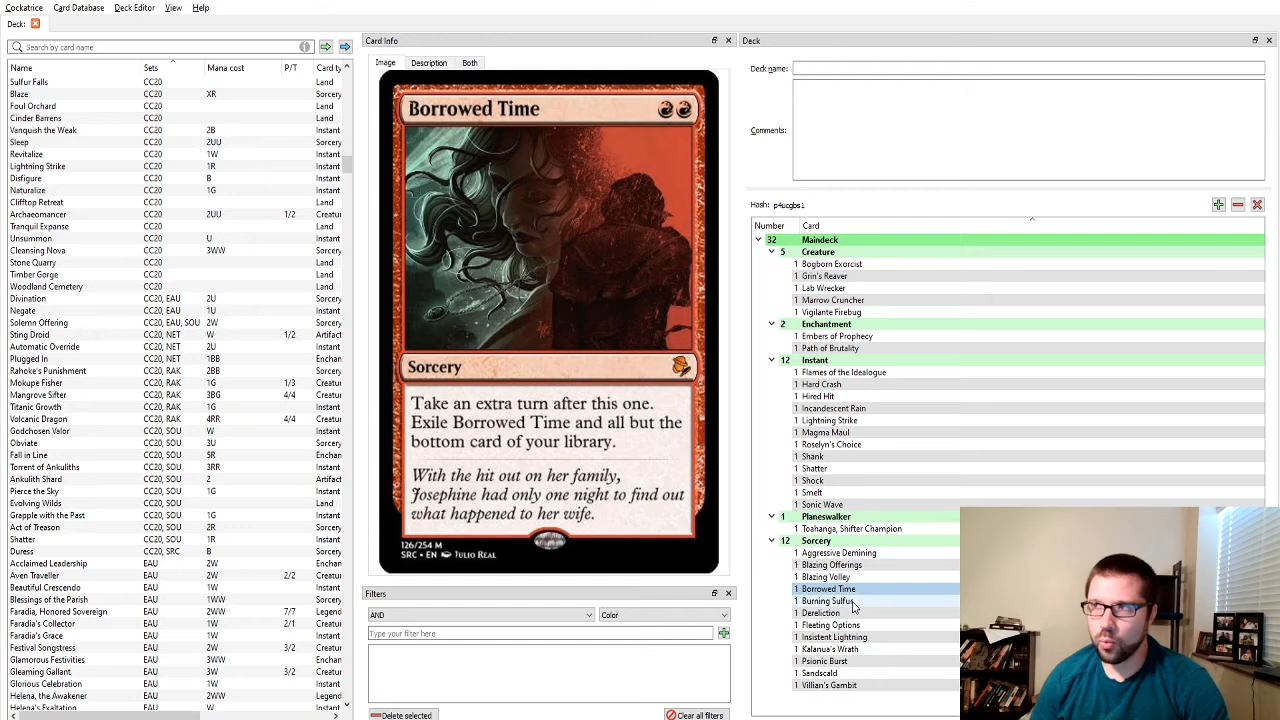 Cockatrice Card Database Deck Editor View Help
Deck:
Search by card name
Name Sets Mana cost P/T Card ty
Sulfur Falls CC20 Land
Blaze CC20 XR Sorcery
Foul Orchard CC20 Land
Cinder Barrens CC20 Land
Vanquish the Weak CC20 2B Instant
Sleep CC20 2UU Sorcery
Revitalize CC20 1W Instant
Lightning Strike CC20 1R Instant
Disfigure CC20 B Instant
Naturalize CC20 1G Instant
Clifftop Retreat CC20 Land
Archaeomancer CC20 2UU 1/2 Creatur
Tranquil Expanse CC20 Land
Unsummon CC20 U Instant
Cleansing Nova CC20 3WW Sorcery
Stone Quarry CC20 Land
Timber Gorge CC20 Land
Woodland Cemetery CC20 Land
Divination CC20, EAU 2U Sorcery
Negate CC20, EAU 1U Instant
Solemn Offering CC20, EAU, SOU 2W Sorcery
Sting Droid CC20, NET W 1/2 Artifact
Automatic Override CC20, NET 2U Instant
Plugged In CC20, NET 1BB Enchan
Rahoke's Punishment CC20, RAK 2BB Enchan
Mokupe Fisher CC20, RAK W 1/3 Creatur
Mangrove Sifter CC20, RAK 3BG 4/4 Creatur
Titanic Growth CC20, RAK 1G Instant
Volcanic Dragon CC20, RAK 4RR 4/4 Creatur
Godchosen Valor CC20, SOU W Instant
Obviate CC20, SOU 3U Sorcery
Fall in Line CC20, SOU 5R Sorcery
Torrent of Ankuliths CC20, SOU 3RR Instant
Ankulith Shard CC20, SOU 2 Artifact
Pierce the Sky CC20, SOU 1G Instant
Evolving Wilds CC20, SOU Land
Grapple with the Past CC20, SOU 1G Instant
Act of Treason CC20, SOU 2R Sorcery
Shatter CC20, SOU 1R Instant
Duress CC20, SRC B Sorcery
Acclaimed Leadership EAU 2W Enchan
Aven Traveller EAU 2W 2/2 Creatur
Beautiful Crescendo EAU 1W Instant
Blessings of the Parish EAU 1WW Enchan
Faradia, Honored Sovereign EAU 2WW 7/7 Legend
Faradia's Collector EAU 1W 2/1 Creatur
Faradia's Grace EAU W Instant
Festival Songstress EAU 2W 3/2 Creatur
Glamorous Festivities EAU 3WW Enchan
Gleaming Gallant EAU 3W 3/2 Creatur
Glorious Celebration EAU 1W Instant
Helena, the Awakener EAU 2WW Legend
Helena's Exaltation EAU W Instant
Card Info
Image Description Both
Borrowed Time
Sorcery
Take an extra turn after this one.
Exile Borrowed Time and all but the
bottom card of your library.
With the hit out on her family,
Josephine had only one night to find out
what happened to her wife.
126/254 M
SRC • EN Julio Real
Filters
AND Color
Type your filter here
Delete selected Clear all filters
Deck
Deck name:
Comments:
Hash: p4ucgbs1
Number Card
32 Maindeck
5 Creature
1 Bogborn Exorcist
1 Grin's Reaver
1 Lab Wrecker
1 Marrow Cruncher
1 Vigilante Firebug
2 Enchantment
1 Embers of Prophecy
1 Path of Brutality
12 Instant
1 Flames of the Idealogue
1 Hard Crash
1 Hired Hit
1 Incandescent Rain
1 Lightning Strike
1 Magma Maul
1 Roselyn's Choice
1 Shank
1 Shatter
1 Shock
1 Smelt
1 Sonic Wave
1 Planeswalker
1 Toahanga, Shifter Champion
12 Sorcery
1 Aggressive Demining
1 Blazing Offerings
1 Blazing Volley
1 Borrowed Time
1 Burning Sulfus
1 Dereliction
1 Fleeting Options
1 Insistent Lightning
1 Kalanua's Wrath
1 Psionic Burst
1 Sandscald
1 Villian's Gambit